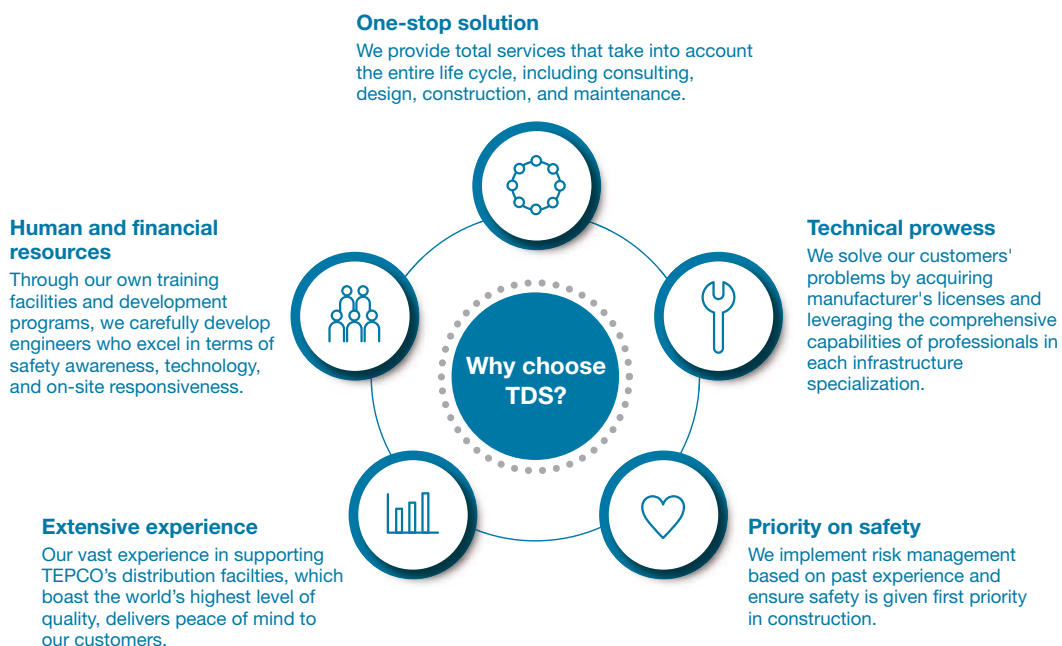 One-stop solution
We provide total services that take into account
the entire life cycle, including consulting,
design, construction, and maintenance.
Human and financial
resources
Through our own training
facilities and development
programs, we carefully develop
engineers who excel in terms of
safety awareness, technology,
and on-site responsiveness.
Technical prowess
We solve our customers'
problems by acquiring
manufacturer's licenses and
leveraging the comprehensive
capabilities of professionals in
each infrastructure
specialization.
Why choose
TDS?
Extensive experience
Our vast experience in supporting
TEPCO’s distribution facilties, which
boast the world’s highest level of
quality, delivers peace of mind to
our customers.
Priority on safety
We implement risk management
based on past experience and
ensure safety is given first priority
in construction.